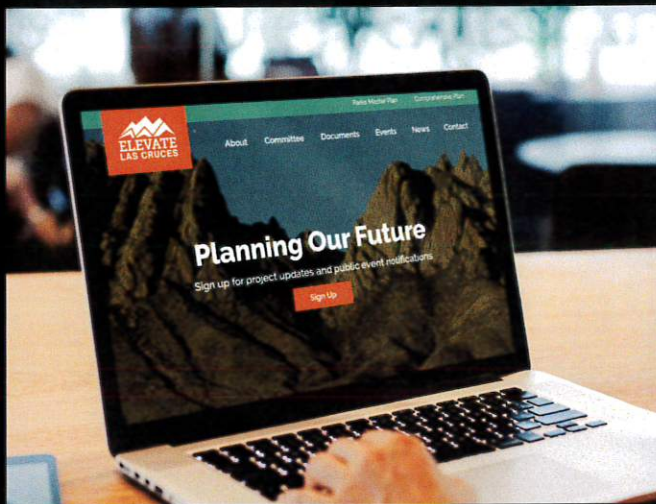 Parks Master Plan Comprehensive Plan
ELEVATE
LAS CRUCES
About Committee Documents Events News Contact
Planning Our Future
Sign up for project updates and public event notifications
Sign Up